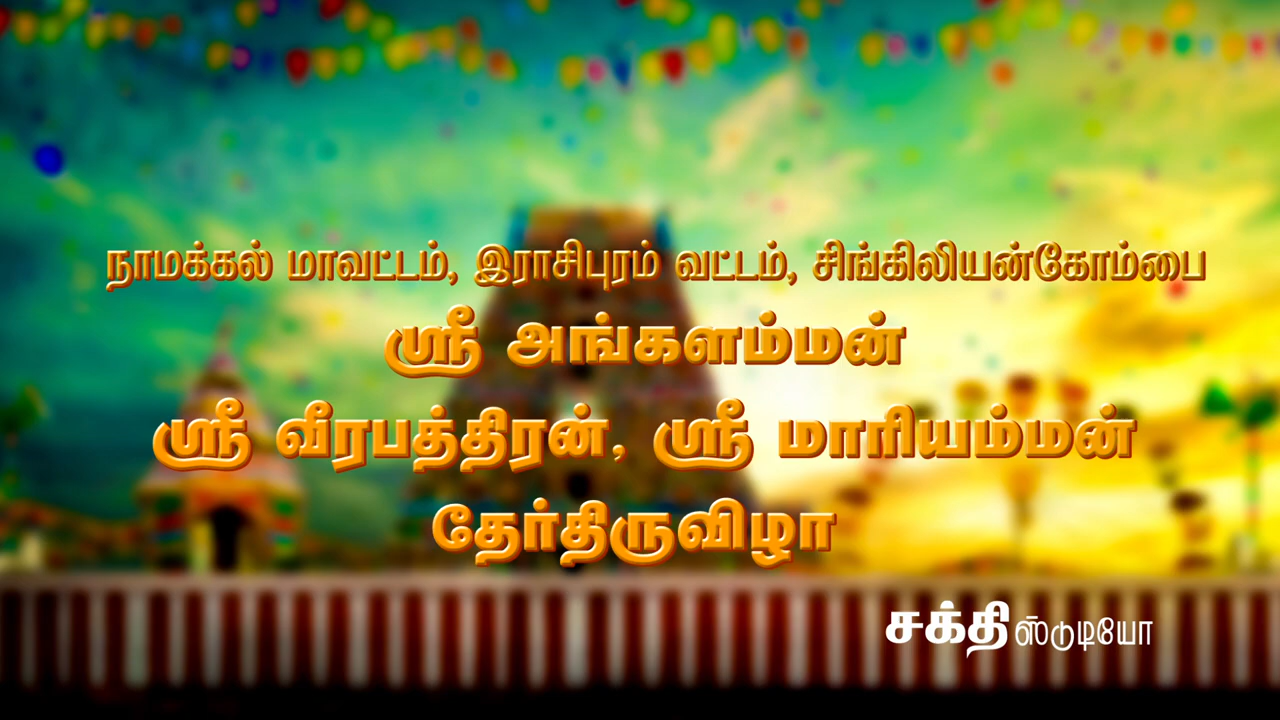 நாமக்கல் மாவட்டம், இராசிபுரம் வட்டம், சிங்கிலியன்கோம்பை
ஸ்ரீ அங்களம்மன்
ஸ்ரீ வீரபத்திரன், ஸ்ரீ மாரியம்மன்
தேர்திருவிழா
சக்தி ஸ்டுடியோ